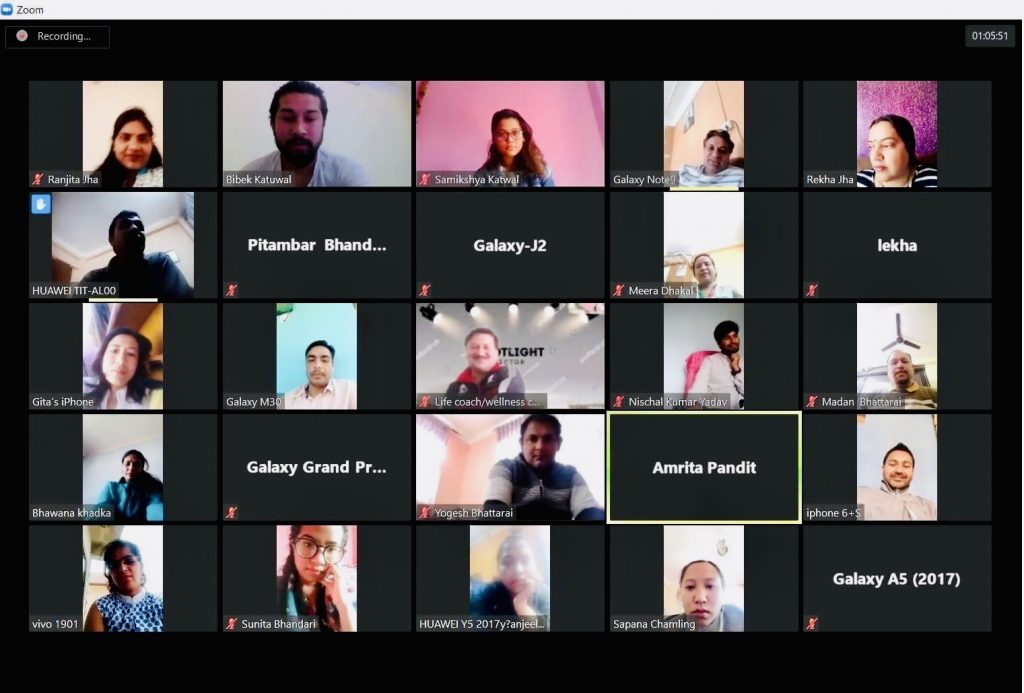 Zoom
Recording...
01:05:51
Ranjita Jha
Bibek Katuwal
Samikshya Katwal
Galaxy Note9
Rekha Jha
HUAWEI TIT-AL00
Pitambar Bhand...
Galaxy-J2
Meera Dhakal
lekha
Gita's iPhone
Galaxy M30
OTLIGHT
Life coach/wellness c...
Nischal Kumar Yadav
Madan Bhattarai
Bhawana khadka
Galaxy Grand Pr...
Yogesh Bhattarai
Amrita Pandit
iphone 6+S
vivo 1901
Sunita Bhandari
HUAWEI Y5 2017y?anjeel...
Sapana Chamling
Galaxy A5 (2017)